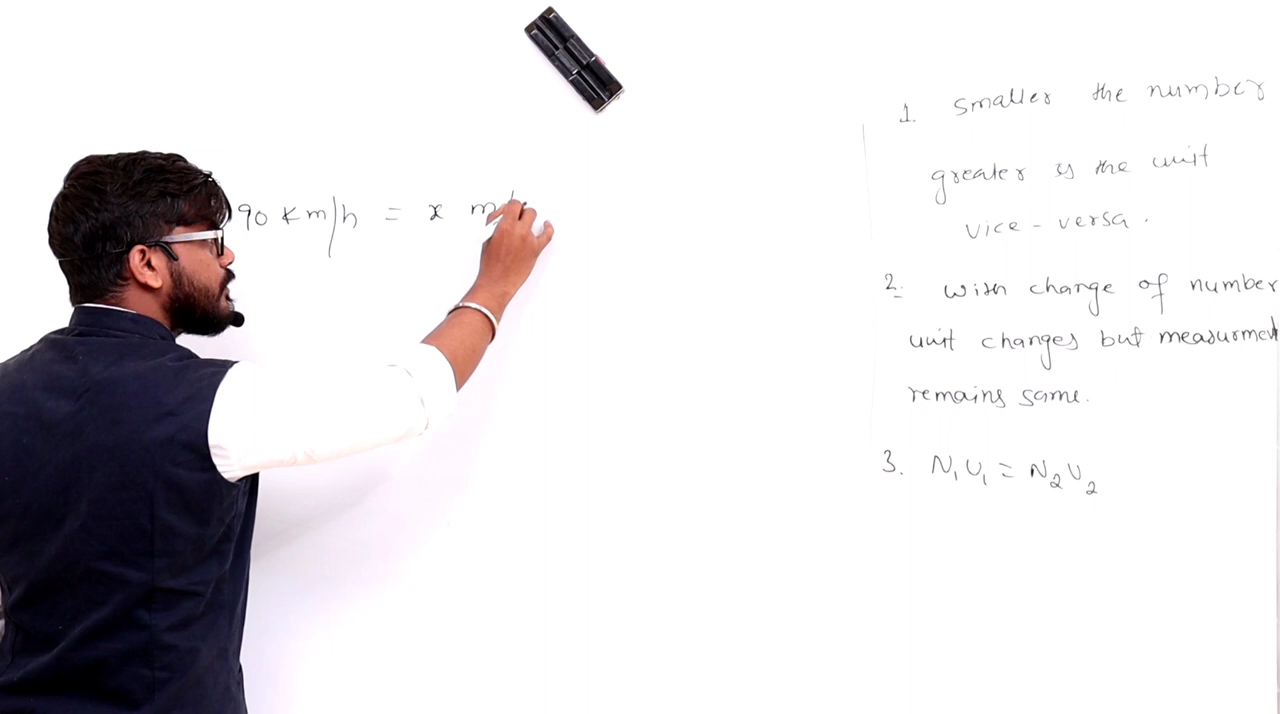 90 Km/h = x m/
1. smaller the number
greater is the unit
vice-versa.
2. with change of number
unit changes but measurment
remains same.
3. N₁U₁ = N₂U₂